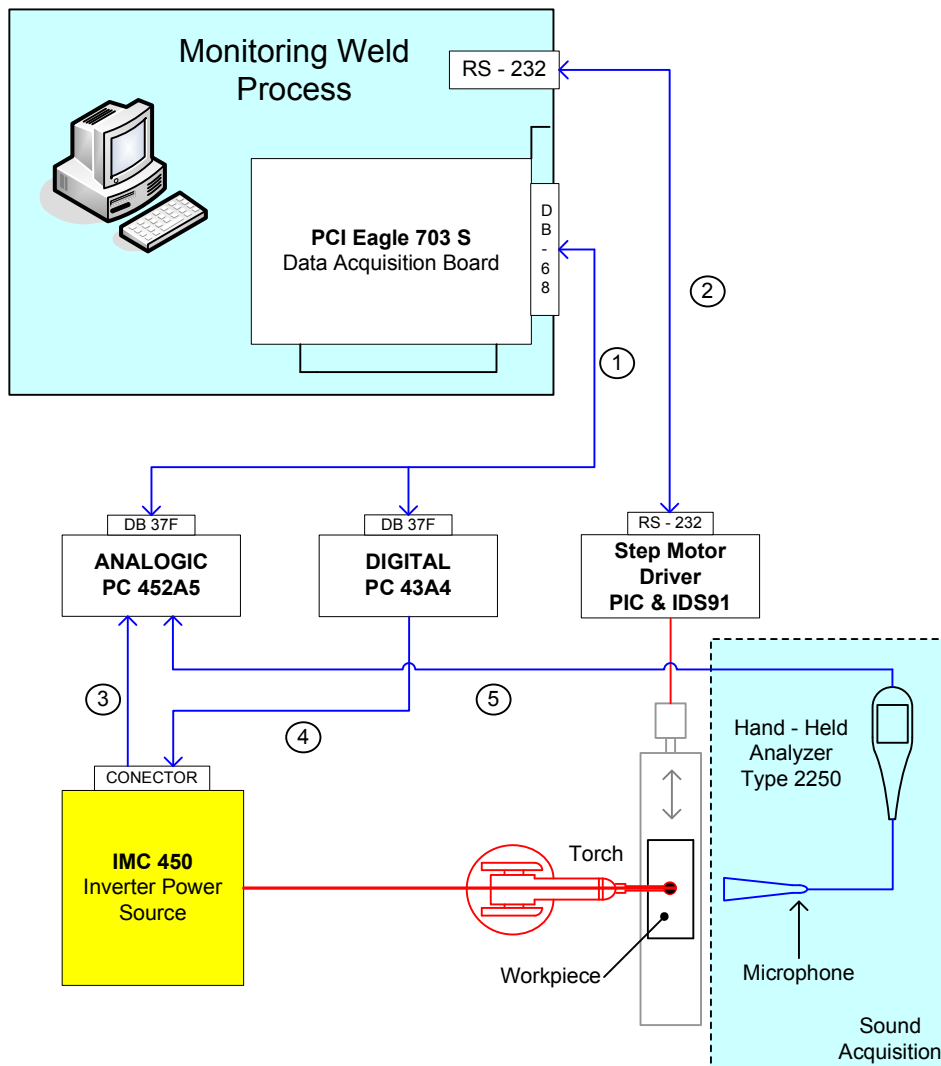 Monitoring Weld
Process
RS - 232
PCI Eagle 703 S
Data Acquisition Board
D
B
-
6
8
2
1
DB 37F
ANALOGIC
PC 452A5
DB 37F
DIGITAL
PC 43A4
RS - 232
Step Motor
Driver
PIC & IDS91
3
4
5
Hand - Held
Analyzer
Type 2250
CONECTOR
IMC 450
Inverter Power
Source
Torch
Workpiece
Microphone
Sound
Acquisition